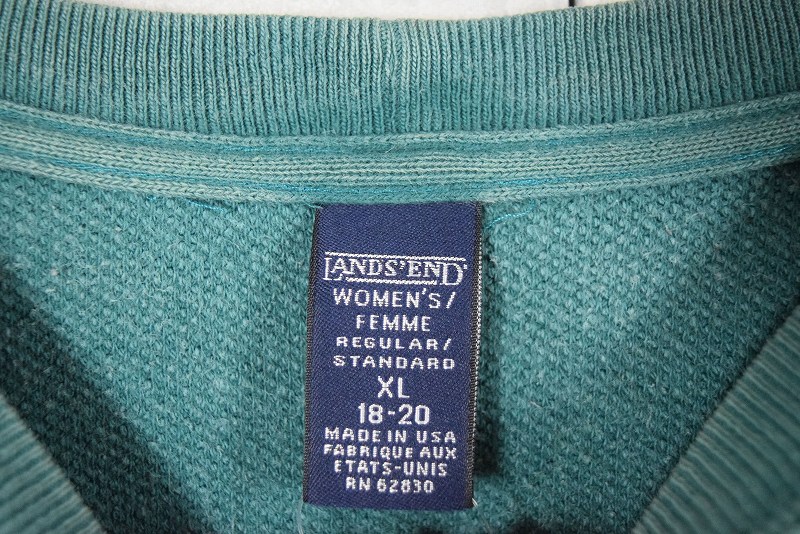 LANDS' END
WOMEN'S/
FEMME
REGULAR/
STANDARD
XL
18-20
MADE IN USA
FABRIQUE AUX
ETATS-UNIS
RN 62830